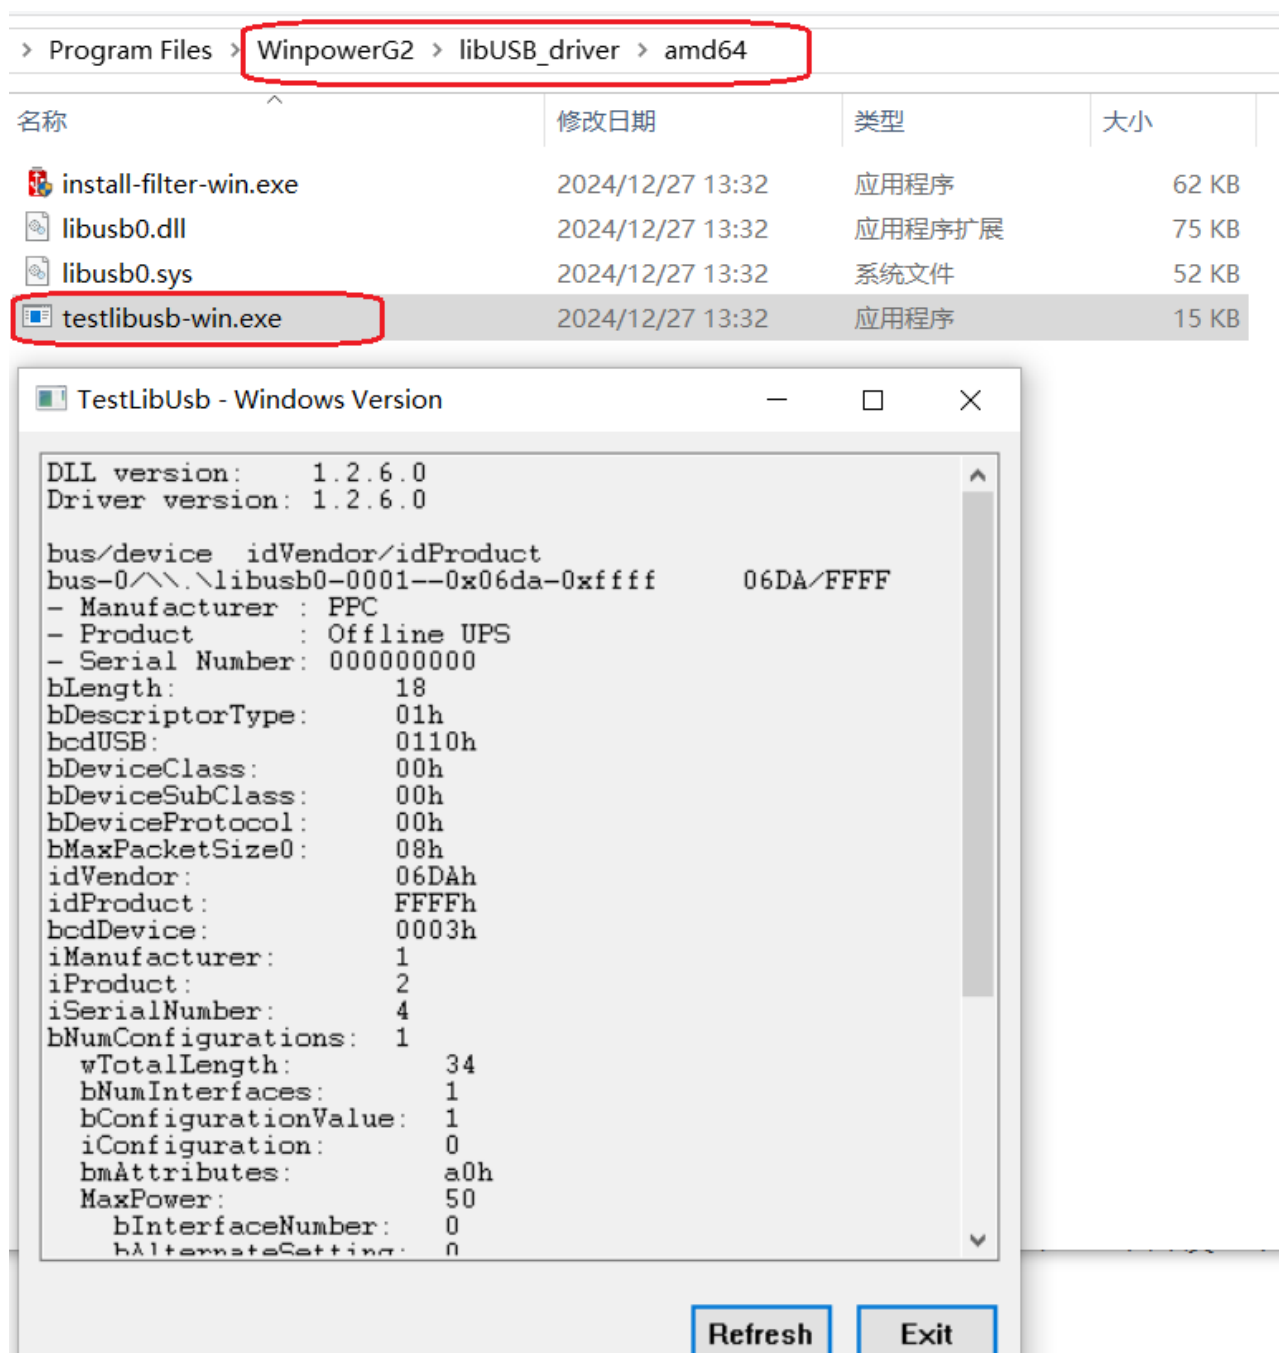 > Program Files > WinpowerG2 > libUSB_driver > amd64
名称 修改日期 类型 大小
install-filter-win.exe 2024/12/27 13:32 应用程序 62 KB
libusb0.dll 2024/12/27 13:32 应用程序扩展 75 KB
libusb0.sys 2024/12/27 13:32 系统文件 52 KB
testlibusb-win.exe 2024/12/27 13:32 应用程序 15 KB
TestLibUsb - Windows Version
DLL version: 1.2.6.0
Driver version: 1.2.6.0
bus/device idVendor/idProduct
bus-0/\\.\libusb0-0001--0x06da-0xffff 06DA/FFFF
- Manufacturer : PPC
- Product : Offline UPS
- Serial Number: 000000000
bLength: 18
bDescriptorType: 01h
bcdUSB: 0110h
bDeviceClass: 00h
bDeviceSubClass: 00h
bDeviceProtocol: 00h
bMaxPacketSize0: 08h
idVendor: 06DAh
idProduct: FFFFh
bcdDevice: 0003h
iManufacturer: 1
iProduct: 2
iSerialNumber: 4
bNumConfigurations: 1
wTotalLength: 34
bNumInterfaces: 1
bConfigurationValue: 1
iConfiguration: 0
bmAttributes: a0h
MaxPower: 50
bInterfaceNumber: 0
bAlternateSetting: 0
Refresh Exit